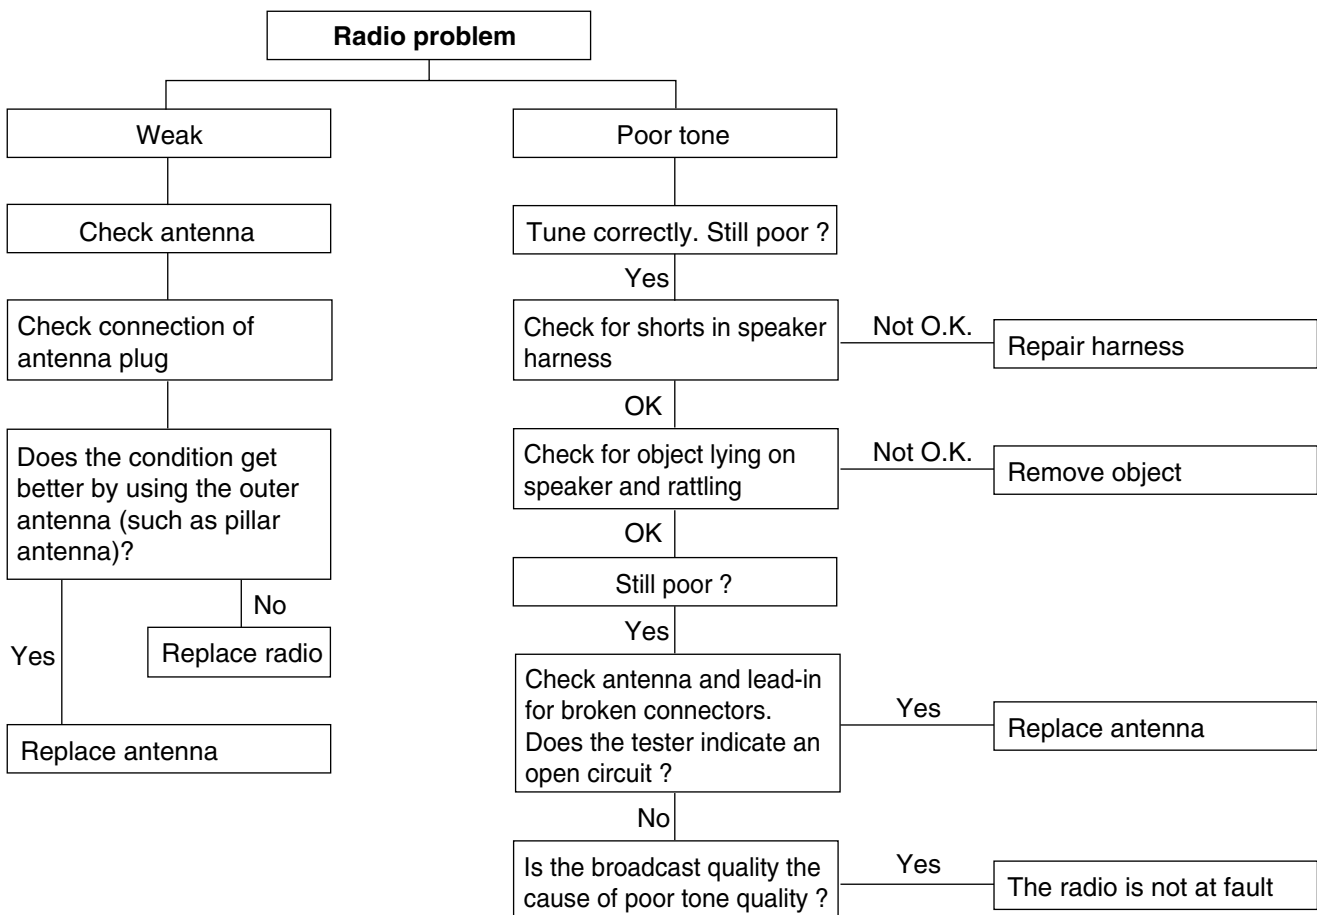 Radio problem
Weak
Poor tone
Check antenna
Tune correctly. Still poor ?
Yes
Check connection of
antenna plug
Check for shorts in speaker
harness
Not O.K.
Repair harness
OK
Does the condition get
better by using the outer
antenna (such as pillar
antenna)?
Check for object lying on
speaker and rattling
Not O.K.
Remove object
OK
Still poor ?
No
Yes
Replace radio
Yes
Replace antenna
Check antenna and lead-in
for broken connectors.
Does the tester indicate an
open circuit ?
Yes
Replace antenna
No
Is the broadcast quality the
cause of poor tone quality ?
Yes
The radio is not at fault